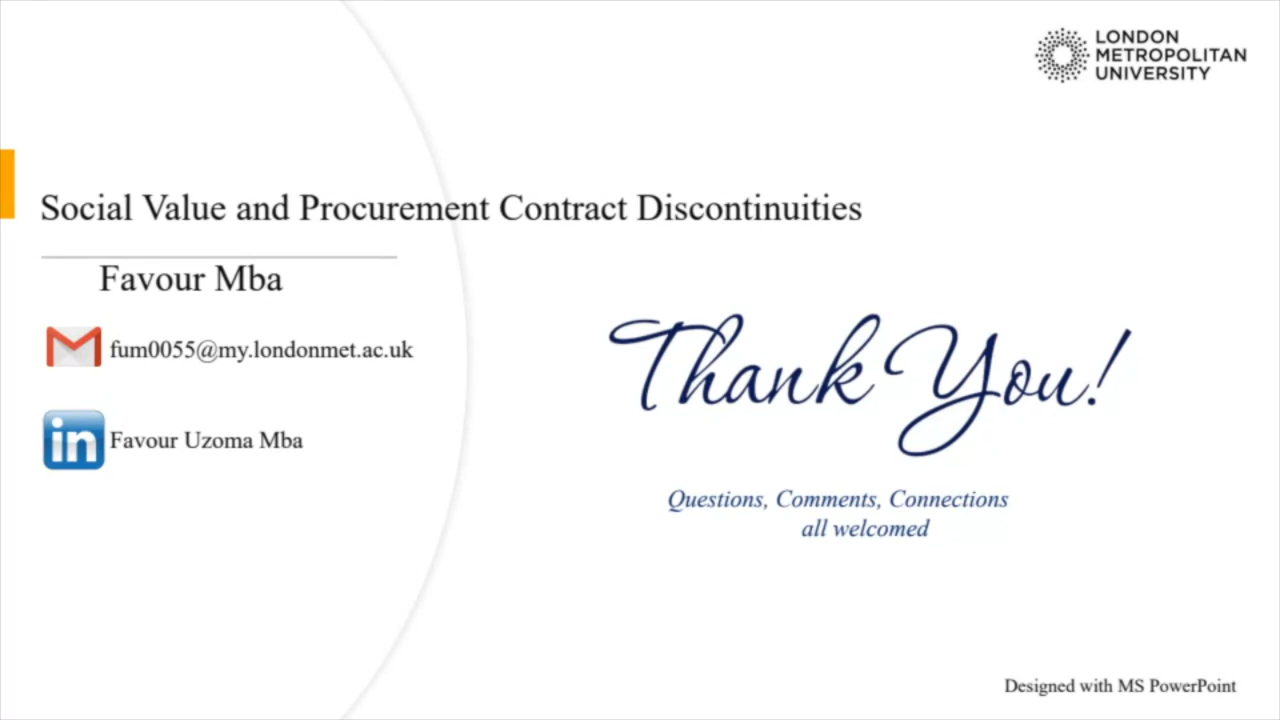 LONDON
METROPOLITAN
UNIVERSITY
Social Value and Procurement Contract Discontinuities
Favour Mba
fum0055@my.londonmet.ac.uk
in Favour Uzoma Mba
Thank You!
Questions, Comments, Connections
all welcomed
Designed with MS PowerPoint